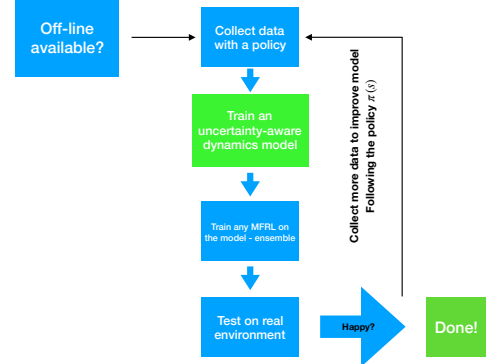 Off-line
available?
Collect data
with a policy
Train an
uncertainty-aware
dynamics model
Train any MFRL on
the model - ensemble
Test on real
environment
Happy?
Done!
Collect more data to improve model
Following the policy π(s)